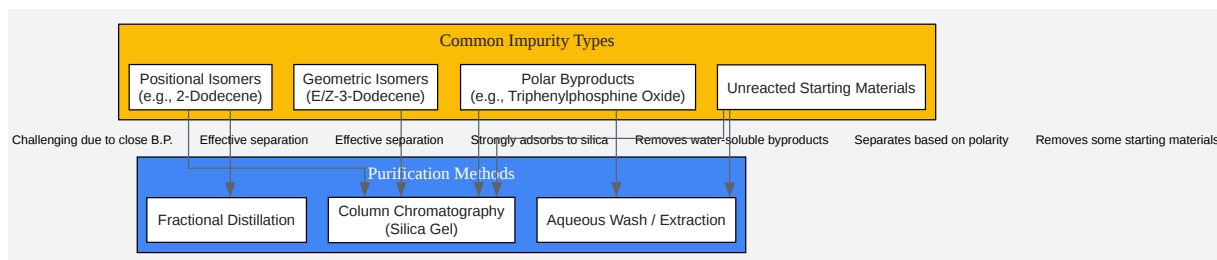 Common Impurity Types
Positional Isomers
(e.g., 2-Dodecene)
Geometric Isomers
(E/Z-3-Dodecene)
Polar Byproducts
(e.g., Triphenylphosphine Oxide)
Unreacted Starting Materials
Challenging due to close B.P.
Effective separation
Effective separation
Strongly adsorbs to silica
Removes water-soluble byproducts
Separates based on polarity
Removes some starting materials
Purification Methods
Fractional Distillation
Column Chromatography
(Silica Gel)
Aqueous Wash / Extraction